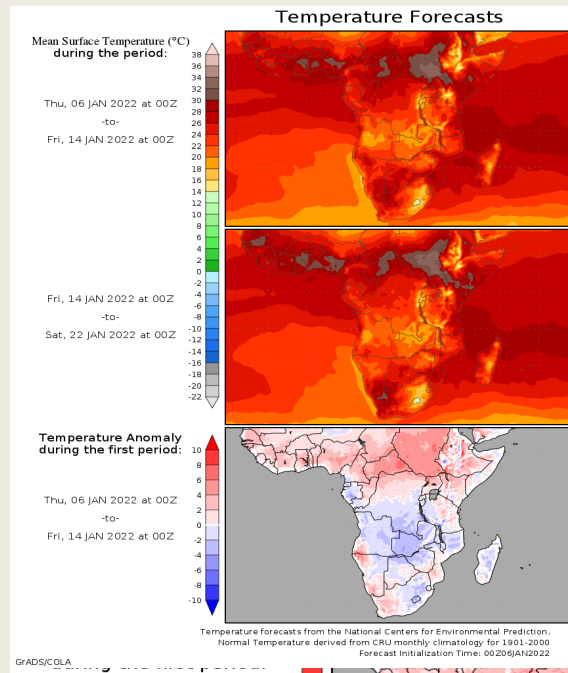 Temperature Forecasts
Mean Surface Temperature (°C)
during the period:
Thu, 06 JAN 2022 at 00Z
-to-
Fri, 14 JAN 2022 at 00Z
38
36
34
32
30
28
26
24
22
20
18
16
14
12
10
8
6
4
2
0
-2
-4
-6
-8
-10
-12
-14
-16
-18
-20
-22
Fri, 14 JAN 2022 at 00Z
-to-
Sat, 22 JAN 2022 at 00Z
Temperature Anomaly
during the first period:
Thu, 06 JAN 2022 at 00Z
-to-
Fri, 14 JAN 2022 at 00Z
10
8
6
4
2
0
-2
-4
-6
-8
-10
Temperature forecasts from the National Centers for Environmental Prediction.
Normal Temperature derived from CRU monthly climatology for 1901-2000
Forecast Initialization Time: 00Z06JAN2022
GrADS/COLA
during the first period: